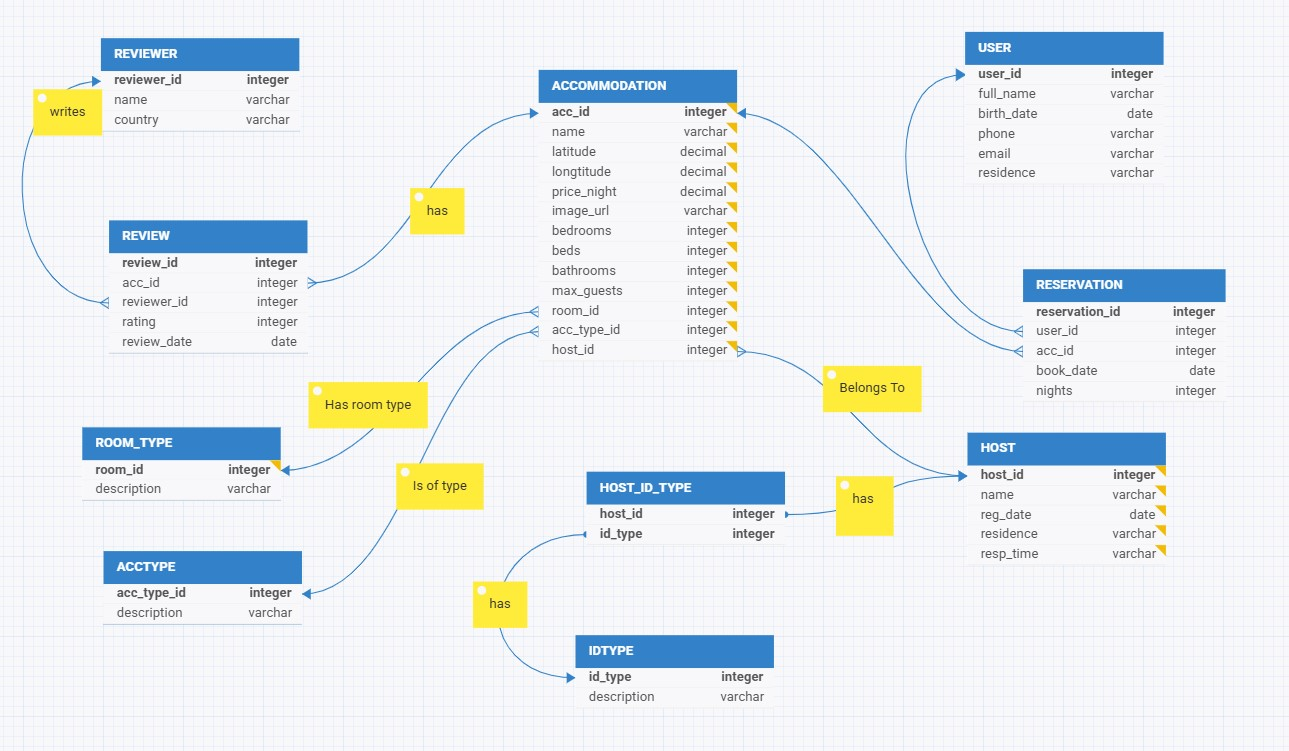 REVIEWER
reviewer_id integer
name varchar
country varchar
writes
REVIEW
review_id integer
acc_id integer
reviewer_id integer
rating integer
review_date date
has
ACCOMMODATION
acc_id integer
name varchar
latitude decimal
longtitude decimal
price_night decimal
image_url varchar
bedrooms integer
beds integer
bathrooms integer
max_guests integer
room_id integer
acc_type_id integer
host_id integer
USER
user_id integer
full_name varchar
birth_date date
phone varchar
email varchar
residence varchar
RESERVATION
reservation_id integer
user_id integer
acc_id integer
book_date date
nights integer
Has room type
Belongs To
ROOM_TYPE
room_id integer
description varchar
Is of type
HOST_ID_TYPE
host_id integer
id_type integer
has
HOST
host_id integer
name varchar
reg_date date
residence varchar
resp_time varchar
ACCTYPE
acc_type_id integer
description varchar
has
IDTYPE
id_type integer
description varchar